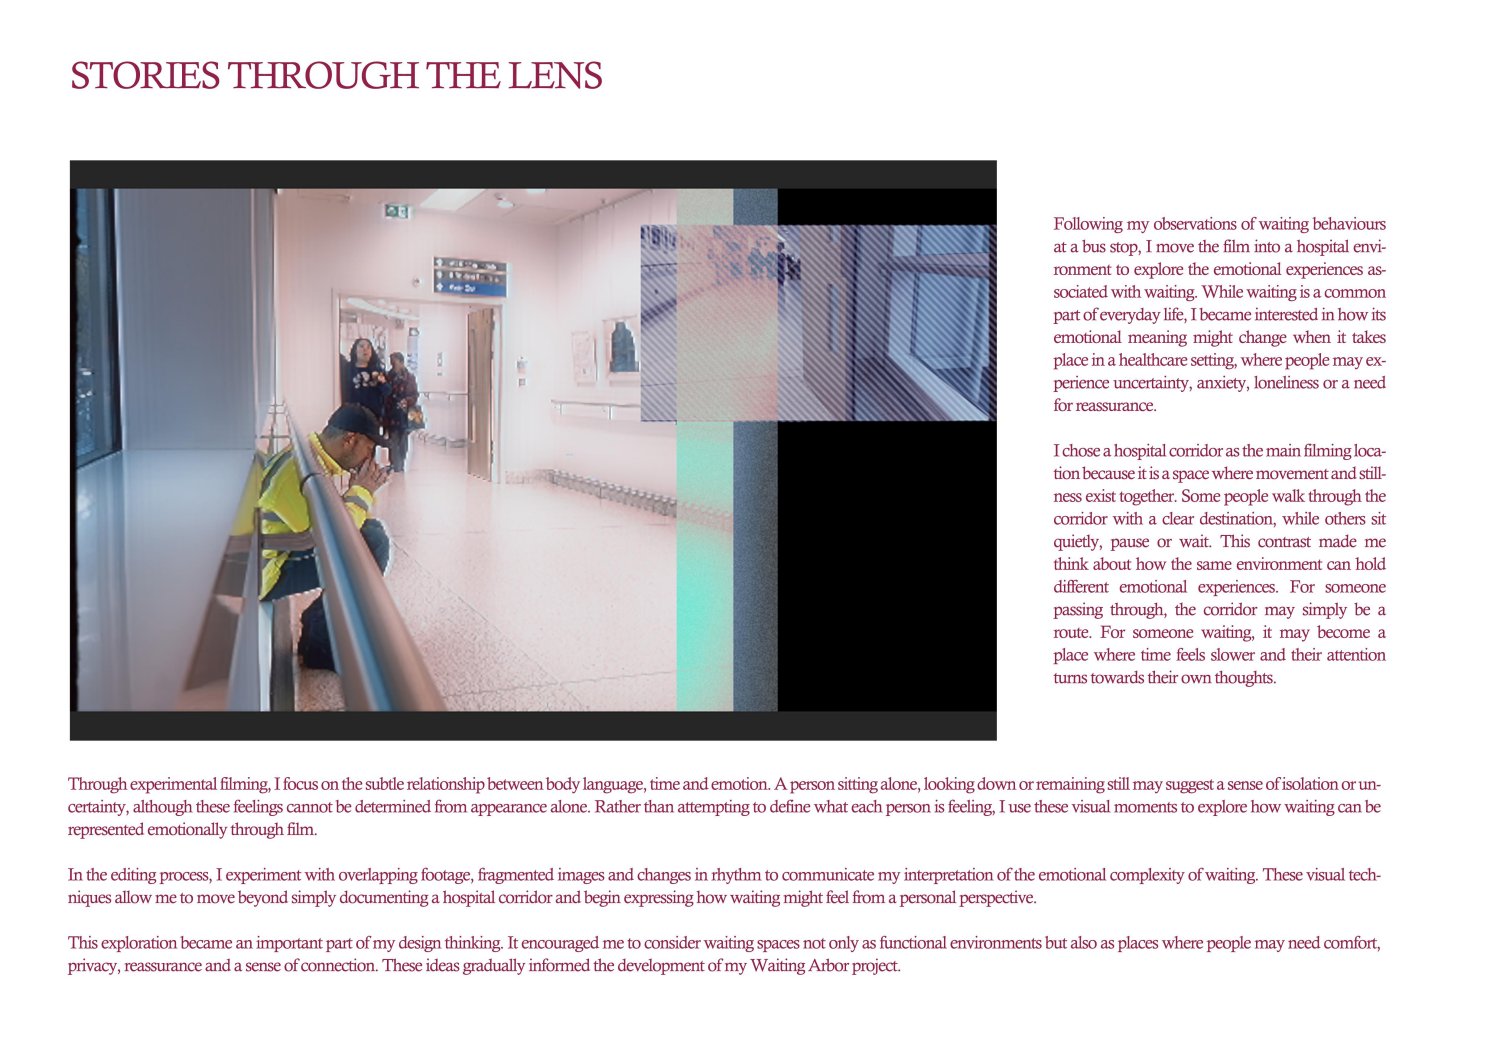 STORIES THROUGH THE LENS
Following my observations of waiting behaviours
at a bus stop, I move the film into a hospital envi-
ronment to explore the emotional experiences as-
sociated with waiting. While waiting is a common
part of everyday life, I became interested in how its
emotional meaning might change when it takes
place in a healthcare setting, where people may ex-
perience uncertainty, anxiety, loneliness or a need
for reassurance.
I chose a hospital corridor as the main filming loca-
tion because it is a space where movement and still-
ness exist together. Some people walk through the
corridor with a clear destination, while others sit
quietly, pause or wait. This contrast made me
think about how the same environment can hold
different emotional experiences. For someone
passing through, the corridor may simply be a
route. For someone waiting, it may become a
place where time feels slower and their attention
turns towards their own thoughts.
Through experimental filming, I focus on the subtle relationship between body language, time and emotion. A person sitting alone, looking down or remaining still may suggest a sense of isolation or un-
certainty, although these feelings cannot be determined from appearance alone. Rather than attempting to define what each person is feeling, I use these visual moments to explore how waiting can be
represented emotionally through film.
In the editing process, I experiment with overlapping footage, fragmented images and changes in rhythm to communicate my interpretation of the emotional complexity of waiting. These visual tech-
niques allow me to move beyond simply documenting a hospital corridor and begin expressing how waiting might feel from a personal perspective.
This exploration became an important part of my design thinking. It encouraged me to consider waiting spaces not only as functional environments but also as places where people may need comfort,
privacy, reassurance and a sense of connection. These ideas gradually informed the development of my Waiting Arbor project.